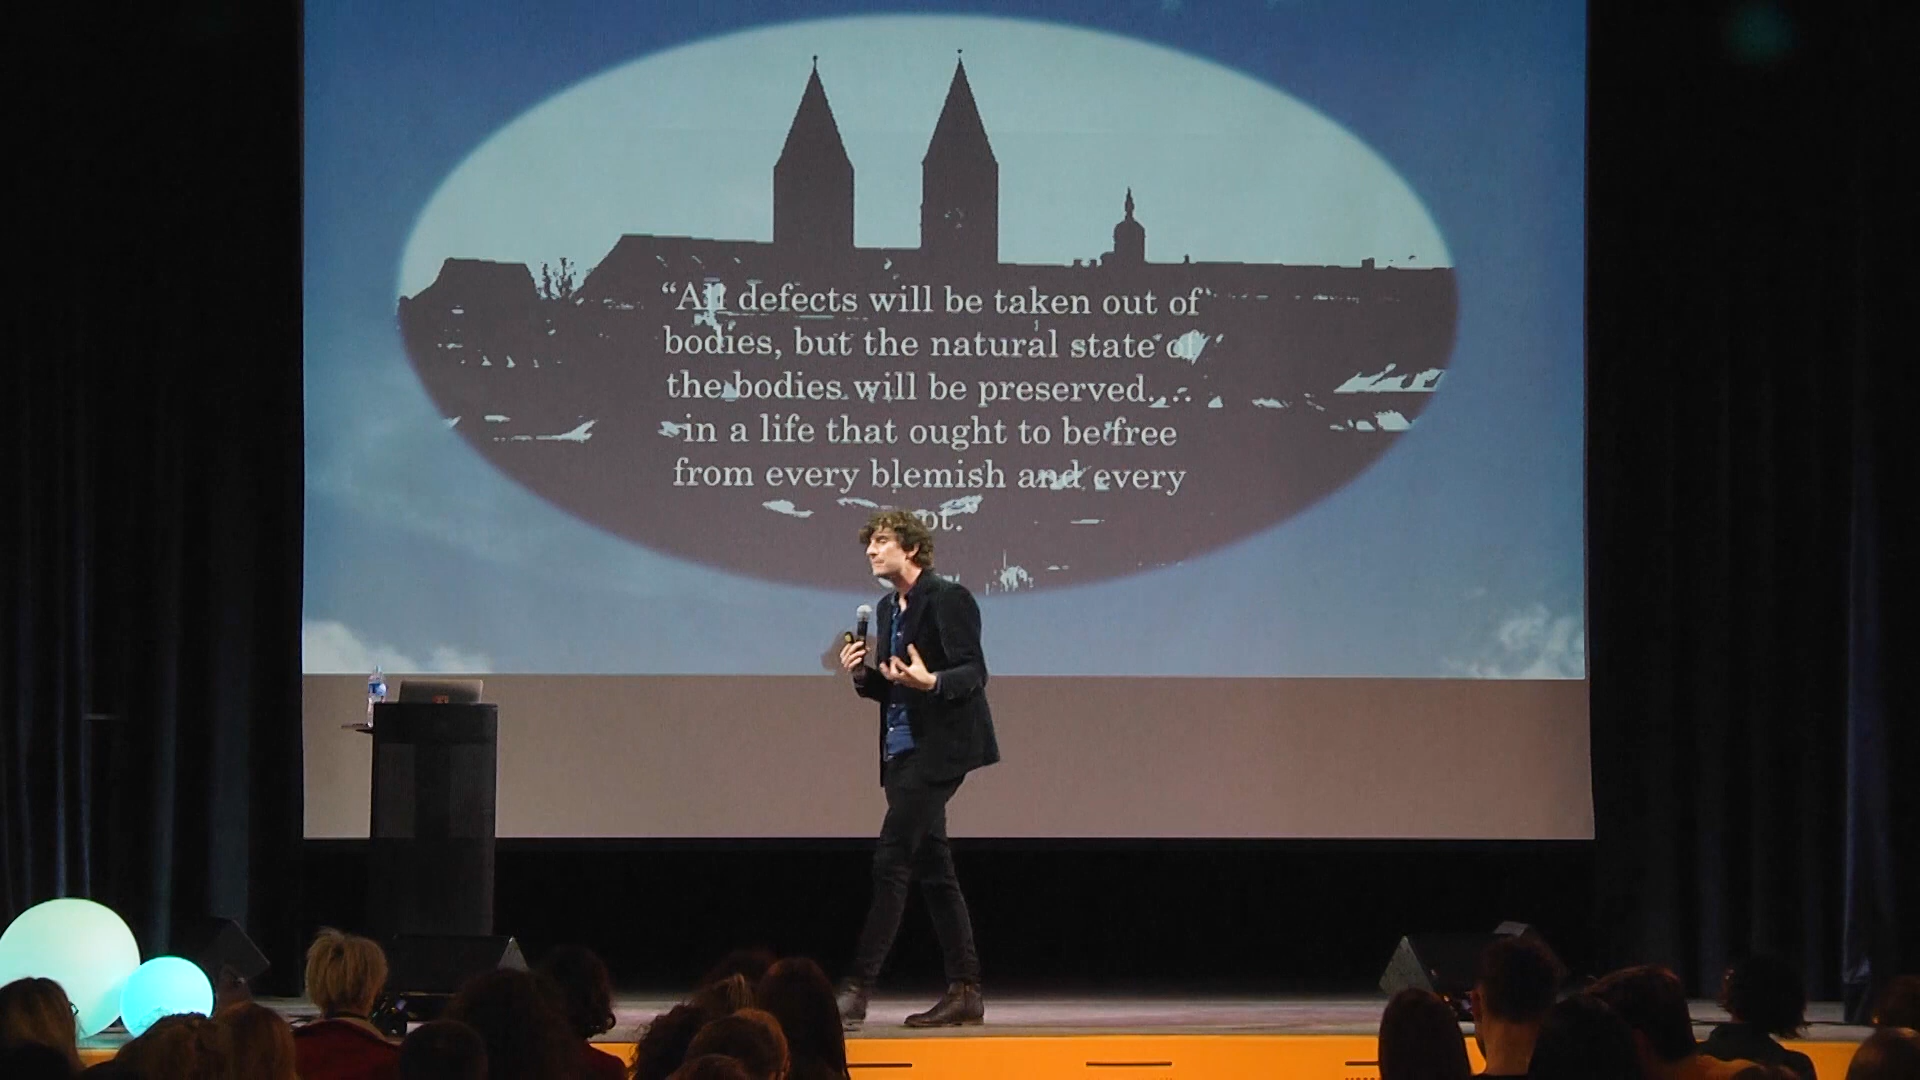 “All defects will be taken out of
bodies, but the natural state of
the bodies will be preserved. . .
in a life that ought to be free
from every blemish and every